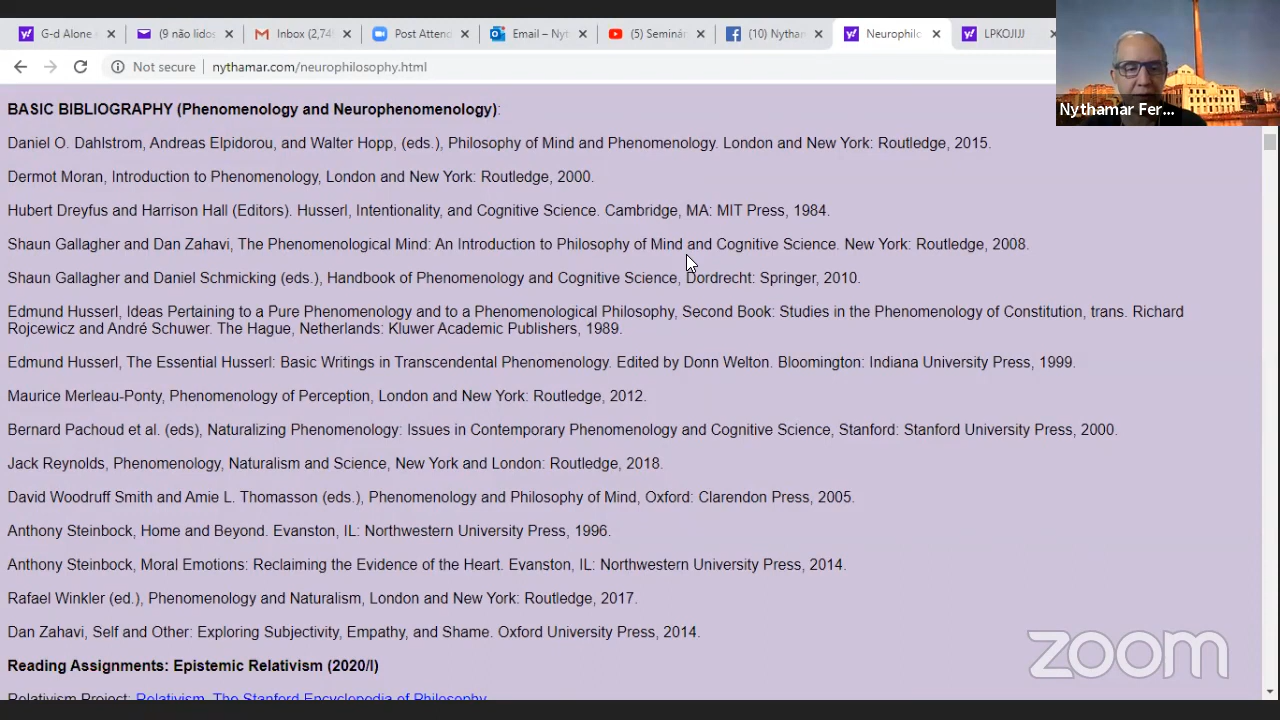 G-d Alone
(9 não lidos
Inbox (2,74
Post Attend
Email – Nyt
(5) Seminár
(10) Nythan
Neurophilo
LPKOJIJJ
Not secure
nythamar.com/neurophilosophy.html
Nythamar Fer...
BASIC BIBLIOGRAPHY (Phenomenology and Neurophenomenology):
Daniel O. Dahlstrom, Andreas Elpidorou, and Walter Hopp, (eds.), Philosophy of Mind and Phenomenology. London and New York: Routledge, 2015.
Dermot Moran, Introduction to Phenomenology, London and New York: Routledge, 2000.
Hubert Dreyfus and Harrison Hall (Editors). Husserl, Intentionality, and Cognitive Science. Cambridge, MA: MIT Press, 1984.
Shaun Gallagher and Dan Zahavi, The Phenomenological Mind: An Introduction to Philosophy of Mind and Cognitive Science. New York: Routledge, 2008.
Shaun Gallagher and Daniel Schmicking (eds.), Handbook of Phenomenology and Cognitive Science, Dordrecht: Springer, 2010.
Edmund Husserl, Ideas Pertaining to a Pure Phenomenology and to a Phenomenological Philosophy, Second Book: Studies in the Phenomenology of Constitution, trans. Richard
Rojcewicz and André Schuwer. The Hague, Netherlands: Kluwer Academic Publishers, 1989.
Edmund Husserl, The Essential Husserl: Basic Writings in Transcendental Phenomenology. Edited by Donn Welton. Bloomington: Indiana University Press, 1999.
Maurice Merleau-Ponty, Phenomenology of Perception, London and New York: Routledge, 2012.
Bernard Pachoud et al. (eds), Naturalizing Phenomenology: Issues in Contemporary Phenomenology and Cognitive Science, Stanford: Stanford University Press, 2000.
Jack Reynolds, Phenomenology, Naturalism and Science, New York and London: Routledge, 2018.
David Woodruff Smith and Amie L. Thomasson (eds.), Phenomenology and Philosophy of Mind, Oxford: Clarendon Press, 2005.
Anthony Steinbock, Home and Beyond. Evanston, IL: Northwestern University Press, 1996.
Anthony Steinbock, Moral Emotions: Reclaiming the Evidence of the Heart. Evanston, IL: Northwestern University Press, 2014.
Rafael Winkler (ed.), Phenomenology and Naturalism, London and New York: Routledge, 2017.
Dan Zahavi, Self and Other: Exploring Subjectivity, Empathy, and Shame. Oxford University Press, 2014.
zoom
Reading Assignments: Epistemic Relativism (2020/I)
Relativism Project: Relativism, The Stanford Encyclopedia of Philosophy